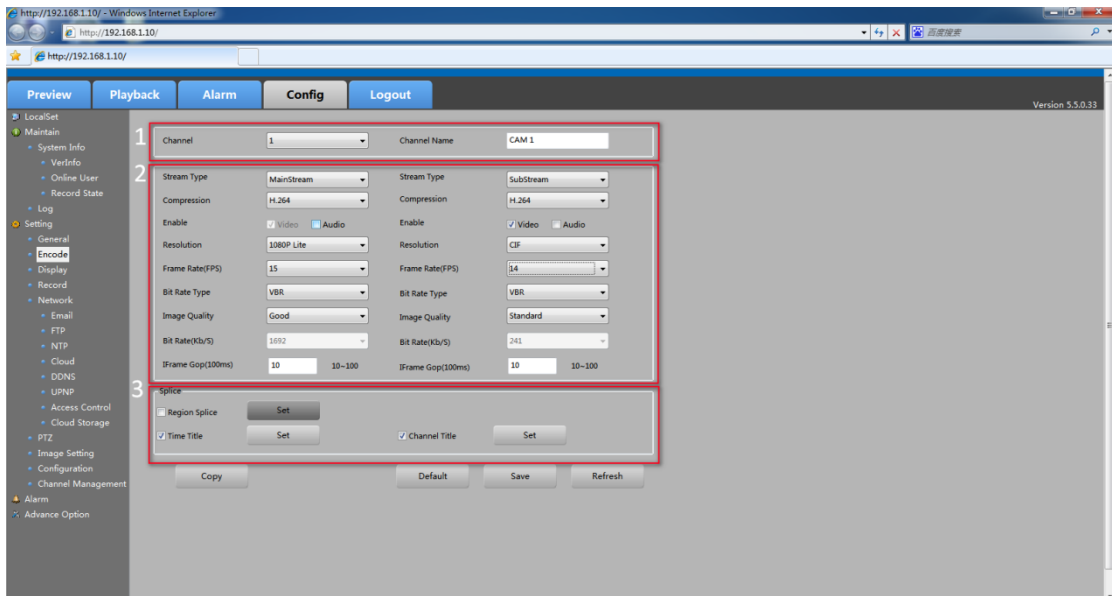 http://192.168.1.10/ - Windows Internet Explorer
http://192.168.1.10/
百度搜索
http://192.168.1.10/
Preview Playback Alarm Config Logout
Version 5.5.0.33
LocalSet
Maintain
System Info
VerInfo
Online User
Record State
Log
Setting
General
Encode
Display
Record
Network
Email
FTP
NTP
Cloud
DDNS
UPNP
Access Control
Cloud Storage
PTZ
Image Setting
Configuration
Channel Management
Alarm
Advance Option
1
Channel 1 Channel Name CAM 1
2
Stream Type MainStream Stream Type SubStream
Compression H.264 Compression H.264
Enable Video Audio Enable Video Audio
Resolution 1080P Lite Resolution CIF
Frame Rate(FPS) 15 Frame Rate(FPS) 14
Bit Rate Type VBR Bit Rate Type VBR
Image Quality Good Image Quality Standard
Bit Rate(Kb/S) 1692 Bit Rate(Kb/S) 241
IFrame Gop(100ms) 10 10~100 IFrame Gop(100ms) 10 10~100
3
Splice
Region Splice Set
Time Title Set Channel Title Set
Copy Default Save Refresh